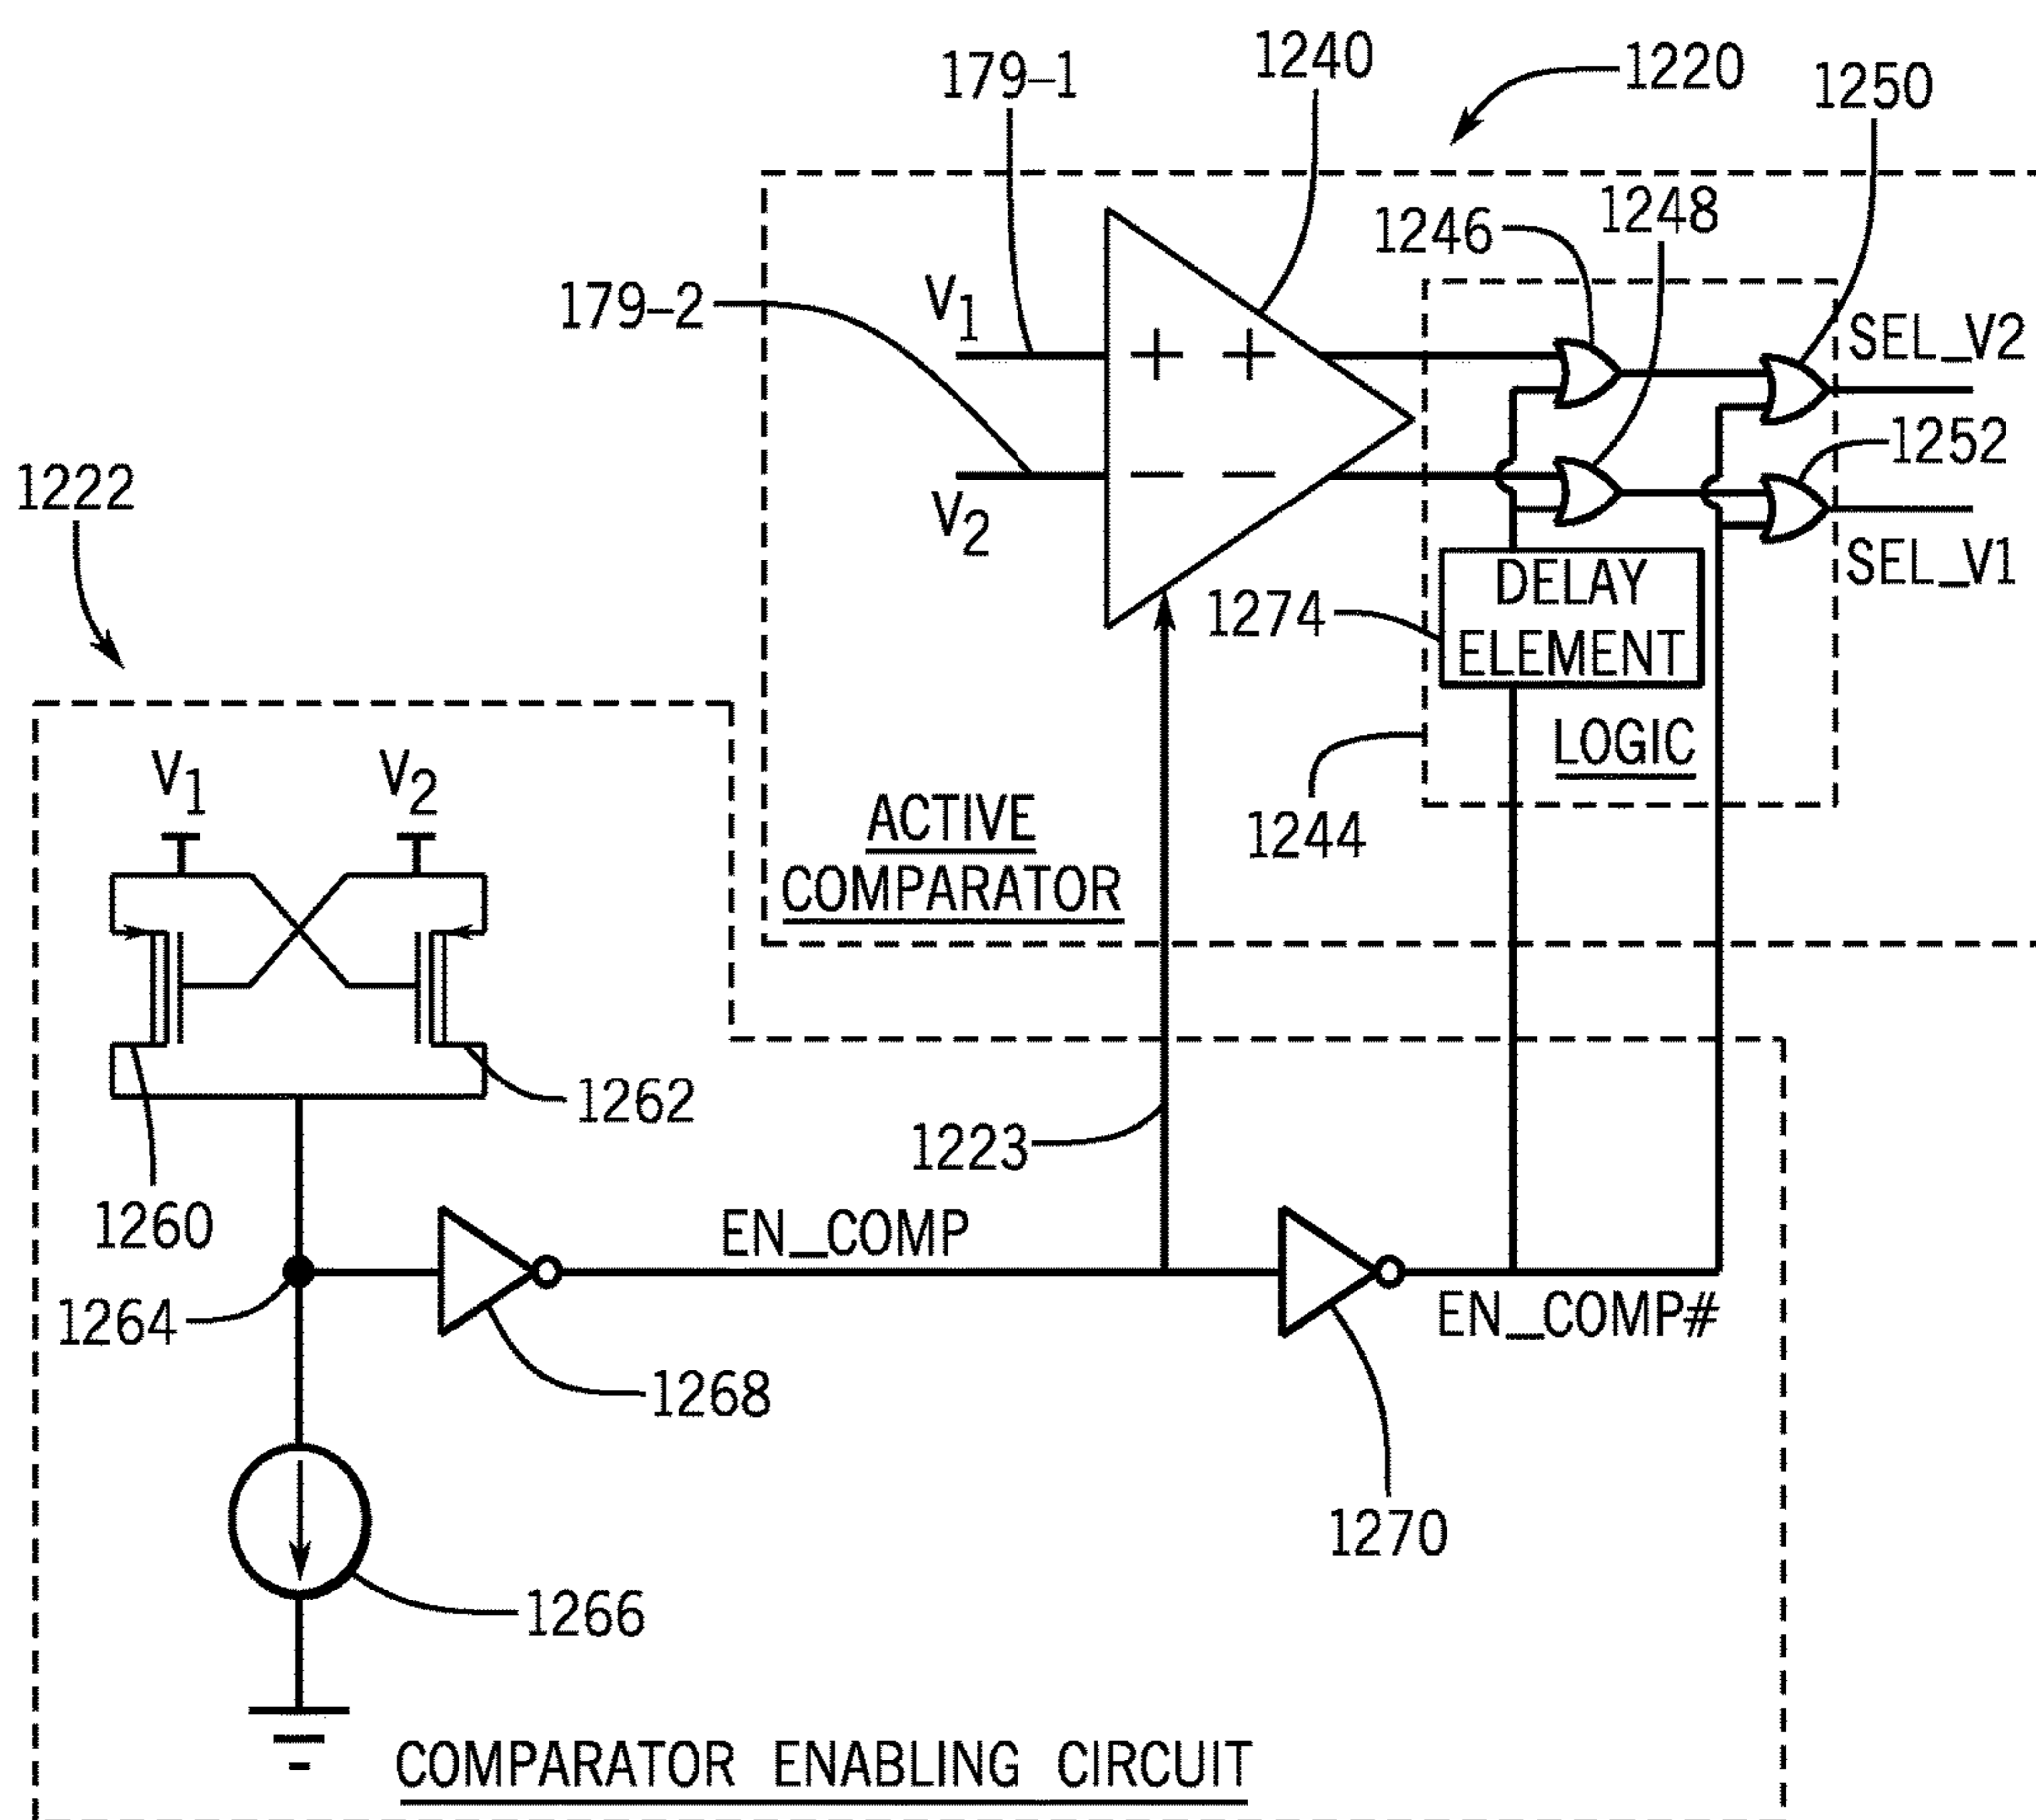 1240
1220
1250
179-1
1246
1248
179-2
V1
SEL_V2
+ +
1252
1222
- -
V2
SEL_V1
1274
DELAY
ELEMENT
LOGIC
V1
V2
1244
ACTIVE
COMPARATOR
1262
1223
1260
EN_COMP
1264
EN_COMP#
1268
1270
1266
COMPARATOR ENABLING CIRCUIT